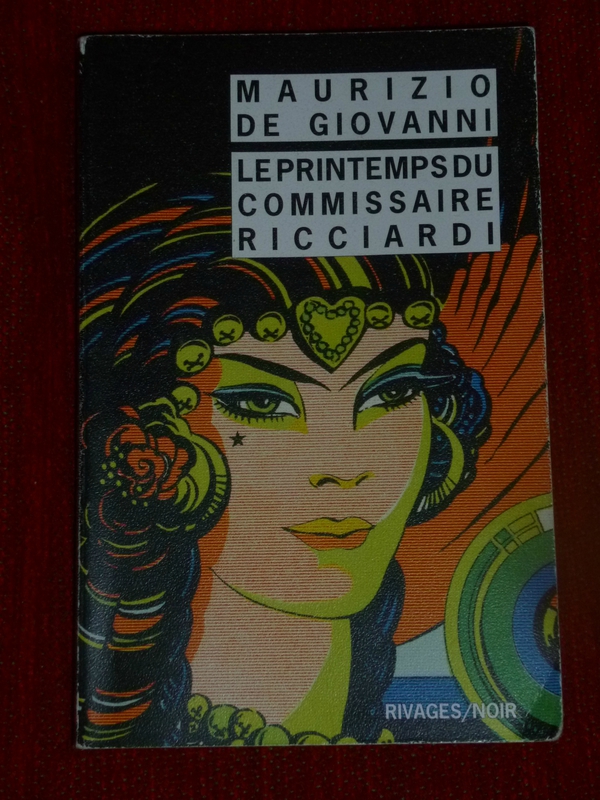 MAURIZIO
DE GIOVANNI
LE PRINTEMPS DU
COMMISSAIRE
RICCIARDI
RIVAGES/NOIR